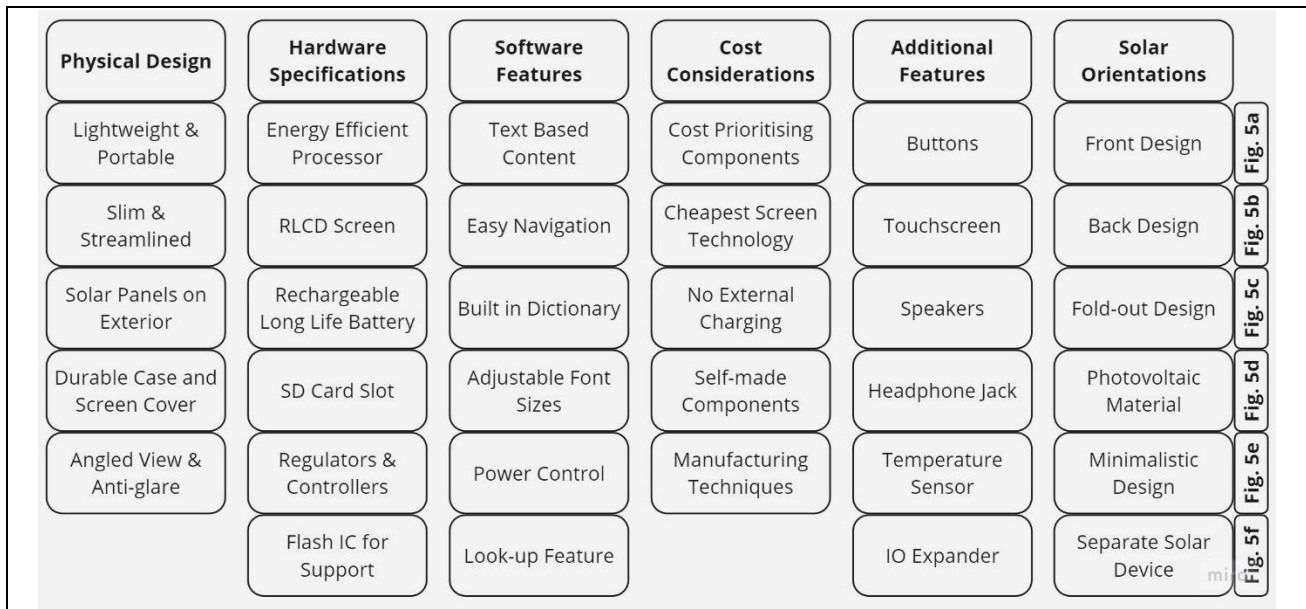 Physical Design
Hardware
Specifications
Software
Features
Cost
Considerations
Additional
Features
Solar
Orientations
Lightweight &
Portable
Energy Efficient
Processor
Text Based
Content
Cost Prioritising
Components
Buttons
Front Design
Fig. 5a
Slim &
Streamlined
RLCD Screen
Easy Navigation
Cheapest Screen
Technology
Touchscreen
Back Design
Fig. 5b
Solar Panels on
Exterior
Rechargeable
Long Life Battery
Built in Dictionary
No External
Charging
Speakers
Fold-out Design
Fig. 5c
Durable Case and
Screen Cover
SD Card Slot
Adjustable Font
Sizes
Self-made
Components
Headphone Jack
Photovoltaic
Material
Fig. 5d
Angled View &
Anti-glare
Regulators &
Controllers
Power Control
Manufacturing
Techniques
Temperature
Sensor
Minimalistic
Design
Fig. 5e
Flash IC for
Support
Look-up Feature
IO Expander
Separate Solar
Device
Fig. 5f